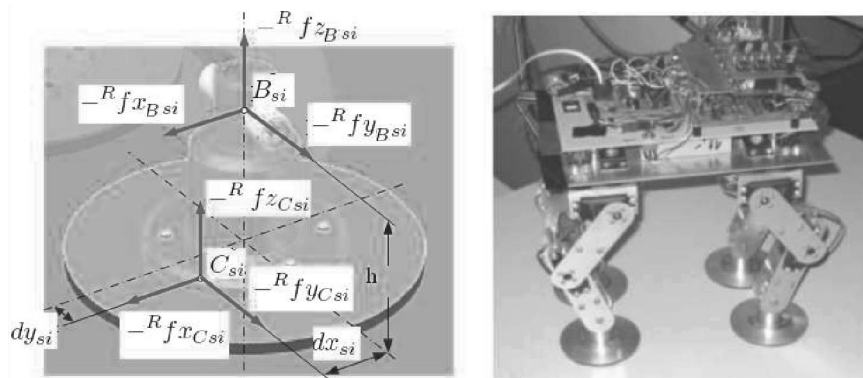 −ᴿ fz_{Bsi}
B_{si}
−ᴿ fx_{Bsi}
−ᴿ fy_{Bsi}
−ᴿ fz_{Csi}
C_{si}
h
−ᴿ fy_{Csi}
dy_{si}
−ᴿ fx_{Csi}
dx_{si}